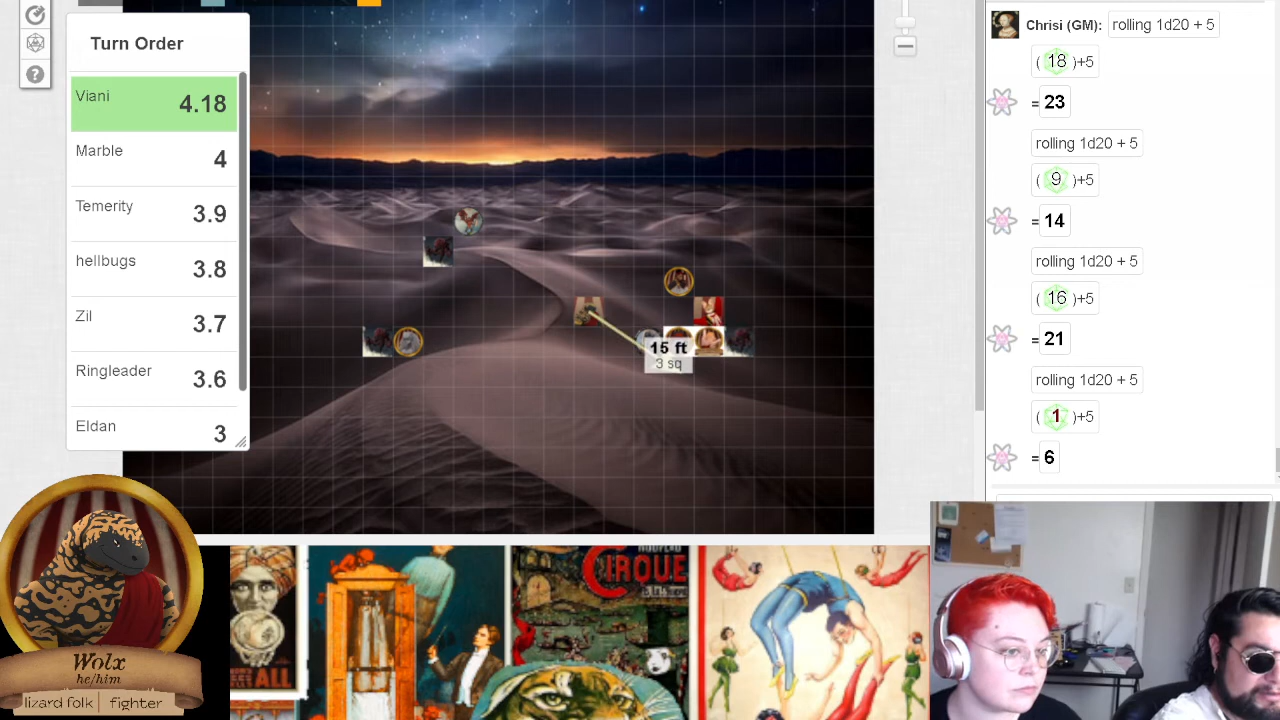 Turn Order
Viani
4.18
Marble
4
Temerity
3.9
hellbugs
3.8
Zil
3.7
Ringleader
3.6
Eldan
3
15 ft
3 sq
Chrisi (GM): rolling 1d20 + 5
( 18 )+5
= 23
rolling 1d20 + 5
( 9 )+5
= 14
rolling 1d20 + 5
( 16 )+5
= 21
rolling 1d20 + 5
( 1 )+5
= 6
Wolx
he/him
lizard folk | fighter
CIRQUE